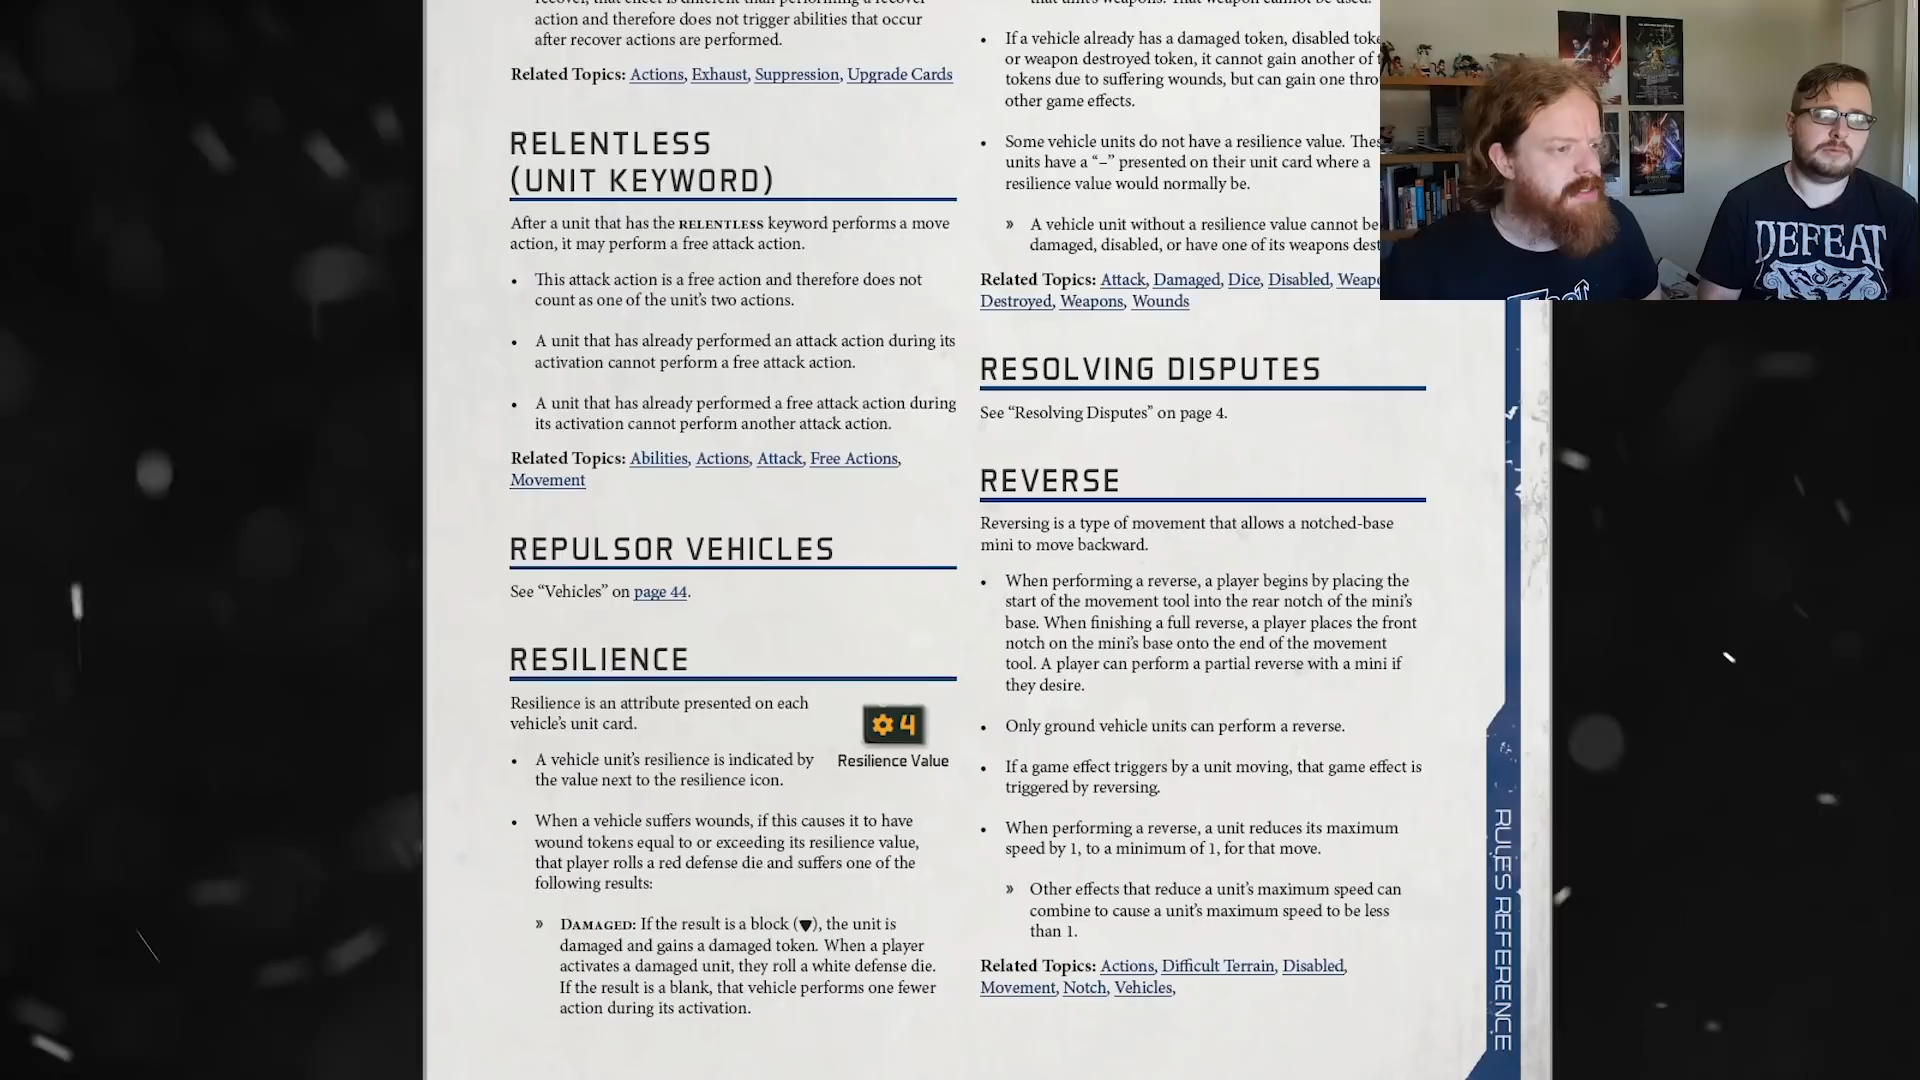 action and therefore does not trigger abilities that occur
after recover actions are performed.
Related Topics: Actions, Exhaust, Suppression, Upgrade Cards
RELENTLESS
(UNIT KEYWORD)
After a unit that has the RELENTLESS keyword performs a move
action, it may perform a free attack action.
• This attack action is a free action and therefore does not
count as one of the unit's two actions.
• A unit that has already performed an attack action during its
activation cannot perform a free attack action.
• A unit that has already performed a free attack action during
its activation cannot perform another attack action.
Related Topics: Abilities, Actions, Attack, Free Actions,
Movement
REPULSOR VEHICLES
See “Vehicles” on page 44.
RESILIENCE
Resilience is an attribute presented on each
vehicle's unit card.
4
Resilience Value
• A vehicle unit's resilience is indicated by
the value next to the resilience icon.
• When a vehicle suffers wounds, if this causes it to have
wound tokens equal to or exceeding its resilience value,
that player rolls a red defense die and suffers one of the
following results:
» DAMAGED: If the result is a block (▼), the unit is
damaged and gains a damaged token. When a player
activates a damaged unit, they roll a white defense die.
If the result is a blank, that vehicle performs one fewer
action during its activation.
• If a vehicle already has a damaged token, disabled
or weapon destroyed token, it cannot gain another of
tokens due to suffering wounds, but can gain one
other game effects.
• Some vehicle units do not have a resilience value.
units have a “–” presented on their unit card where a
resilience value would normally be.
» A vehicle unit without a resilience value cannot be
damaged, disabled, or have one of its weapons
Related Topics: Attack, Damaged, Dice, Disabled,
Destroyed, Weapons, Wounds
RESOLVING DISPUTES
See “Resolving Disputes” on page 4.
REVERSE
Reversing is a type of movement that allows a notched-base
mini to move backward.
• When performing a reverse, a player begins by placing the
start of the movement tool into the rear notch of the mini's
base. When finishing a full reverse, a player places the front
notch on the mini's base onto the end of the movement
tool. A player can perform a partial reverse with a mini if
they desire.
• Only ground vehicle units can perform a reverse.
• If a game effect triggers by a unit moving, that game effect is
triggered by reversing.
• When performing a reverse, a unit reduces its maximum
speed by 1, to a minimum of 1, for that move.
» Other effects that reduce a unit's maximum speed can
combine to cause a unit's maximum speed to be less
than 1.
Related Topics: Actions, Difficult Terrain, Disabled,
Movement, Notch, Vehicles,
RULES REFERENCE
DEFEAT